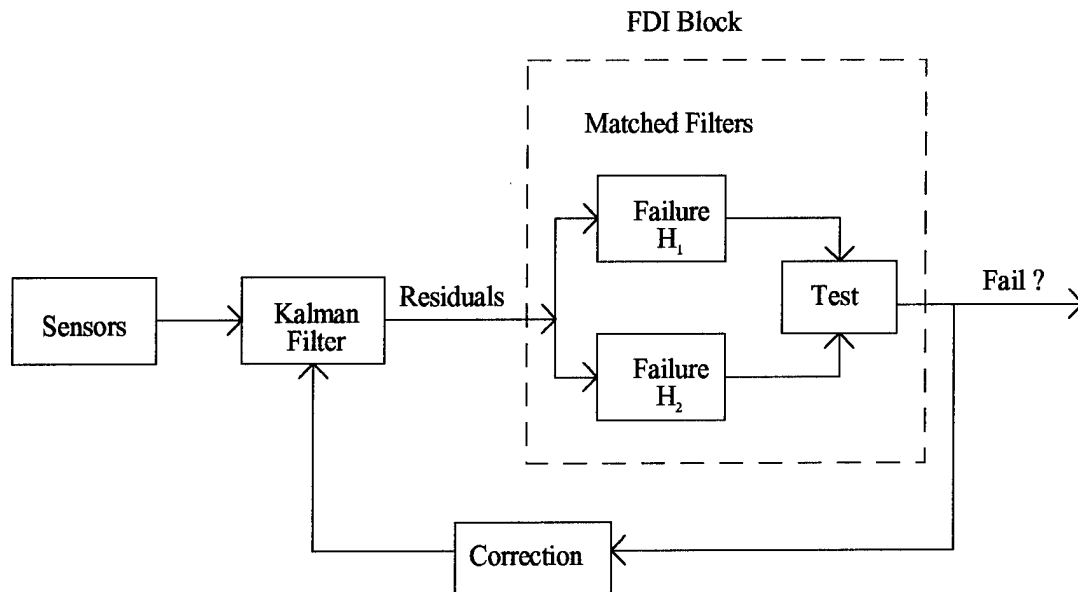 FDI Block
Matched Filters
Failure
H₁
Sensors
Kalman
Filter
Residuals
Test
Fail ?
Failure
H₂
Correction